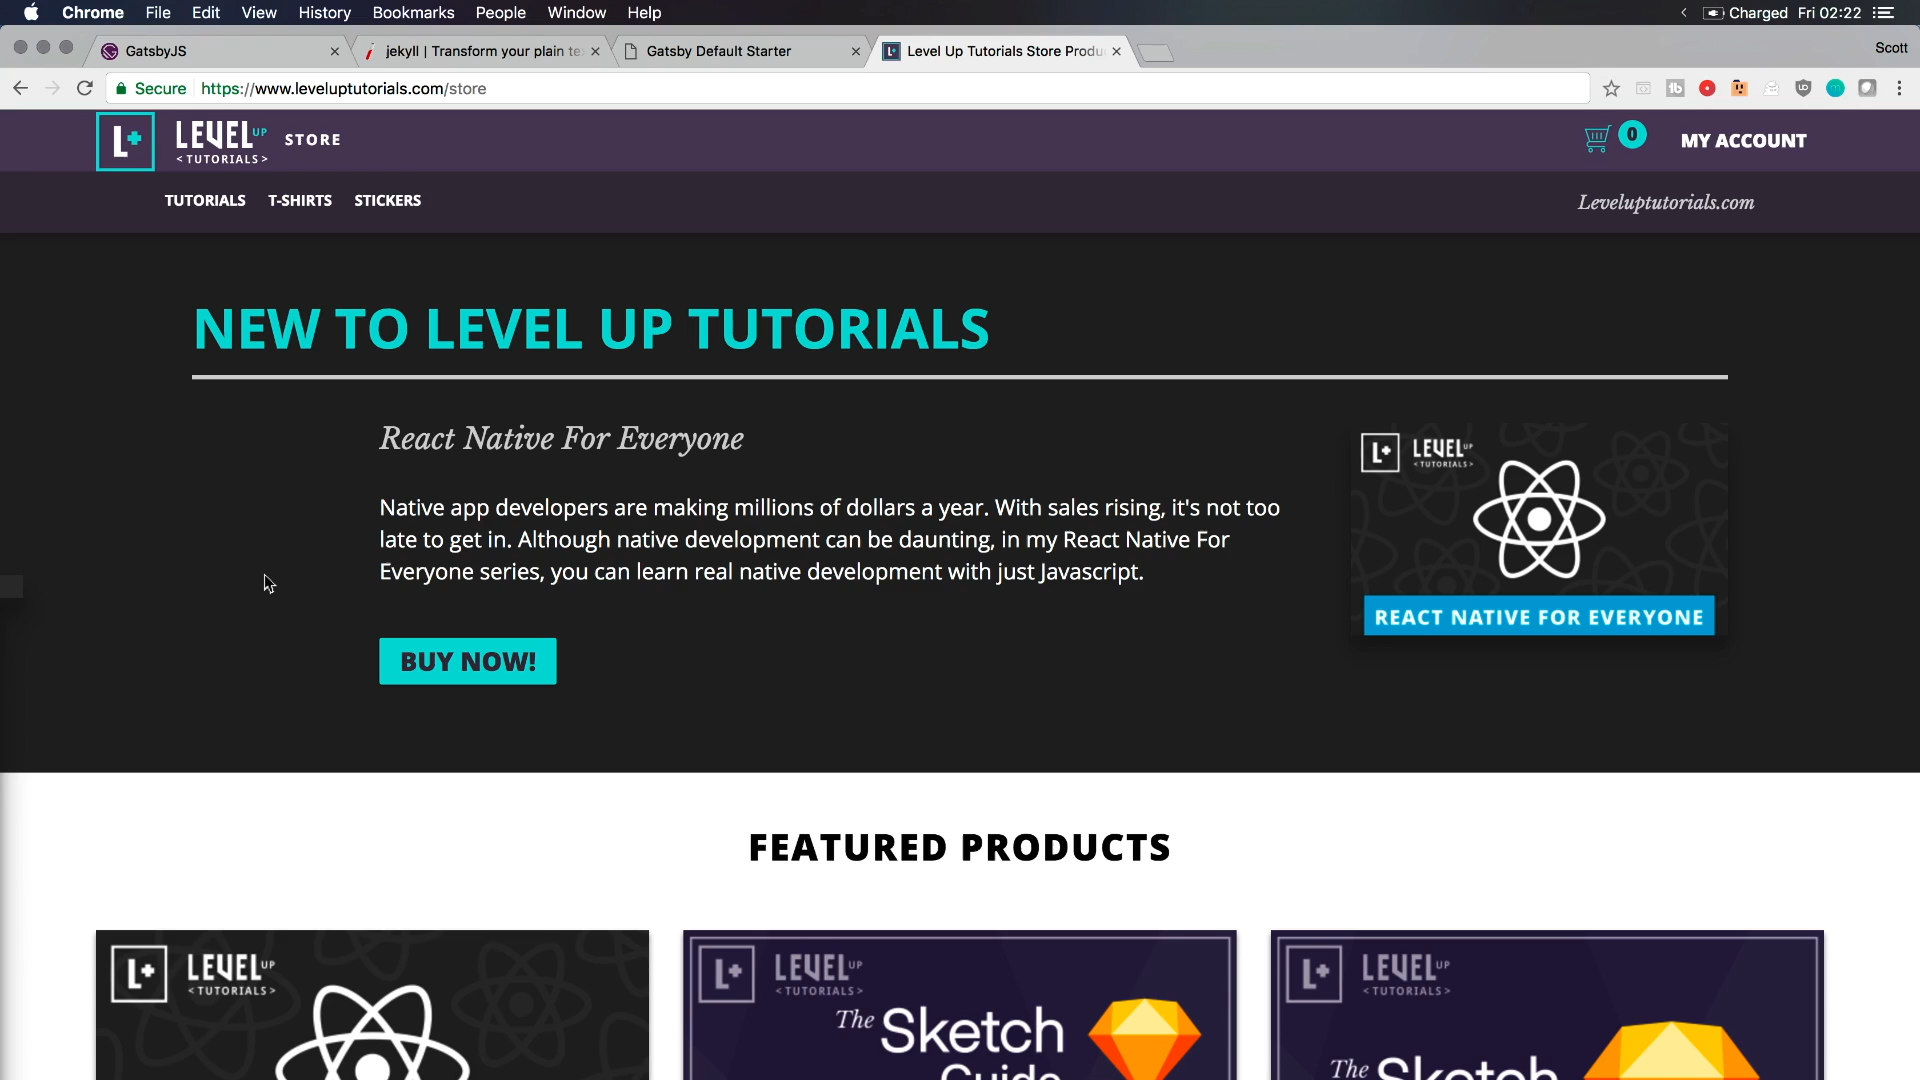 Chrome File Edit View History Bookmarks People Window Help
Charged Fri 02:22
GatsbyJS
jekyll | Transform your plain te
Gatsby Default Starter
Level Up Tutorials Store Produ
Scott
Secure https://www.leveluptutorials.com/store
L+ LEVEL UP <TUTORIALS> STORE
0 MY ACCOUNT
TUTORIALS T-SHIRTS STICKERS
Leveluptutorials.com
NEW TO LEVEL UP TUTORIALS
React Native For Everyone
Native app developers are making millions of dollars a year. With sales rising, it's not too
late to get in. Although native development can be daunting, in my React Native For
Everyone series, you can learn real native development with just Javascript.
BUY NOW!
L+ LEVEL UP
<TUTORIALS>
REACT NATIVE FOR EVERYONE
FEATURED PRODUCTS
L+ LEVEL UP
<TUTORIALS>
L+ LEVEL UP
<TUTORIALS>
The Sketch
Guide
L+ LEVEL UP
<TUTORIALS>
The Sketch